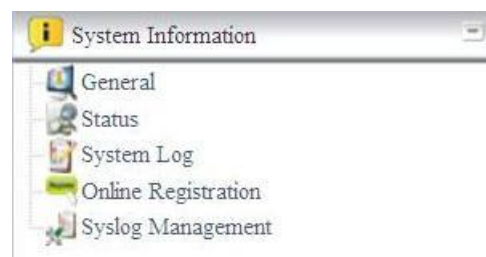 System Information
General
Status
System Log
Online Registration
Syslog Management